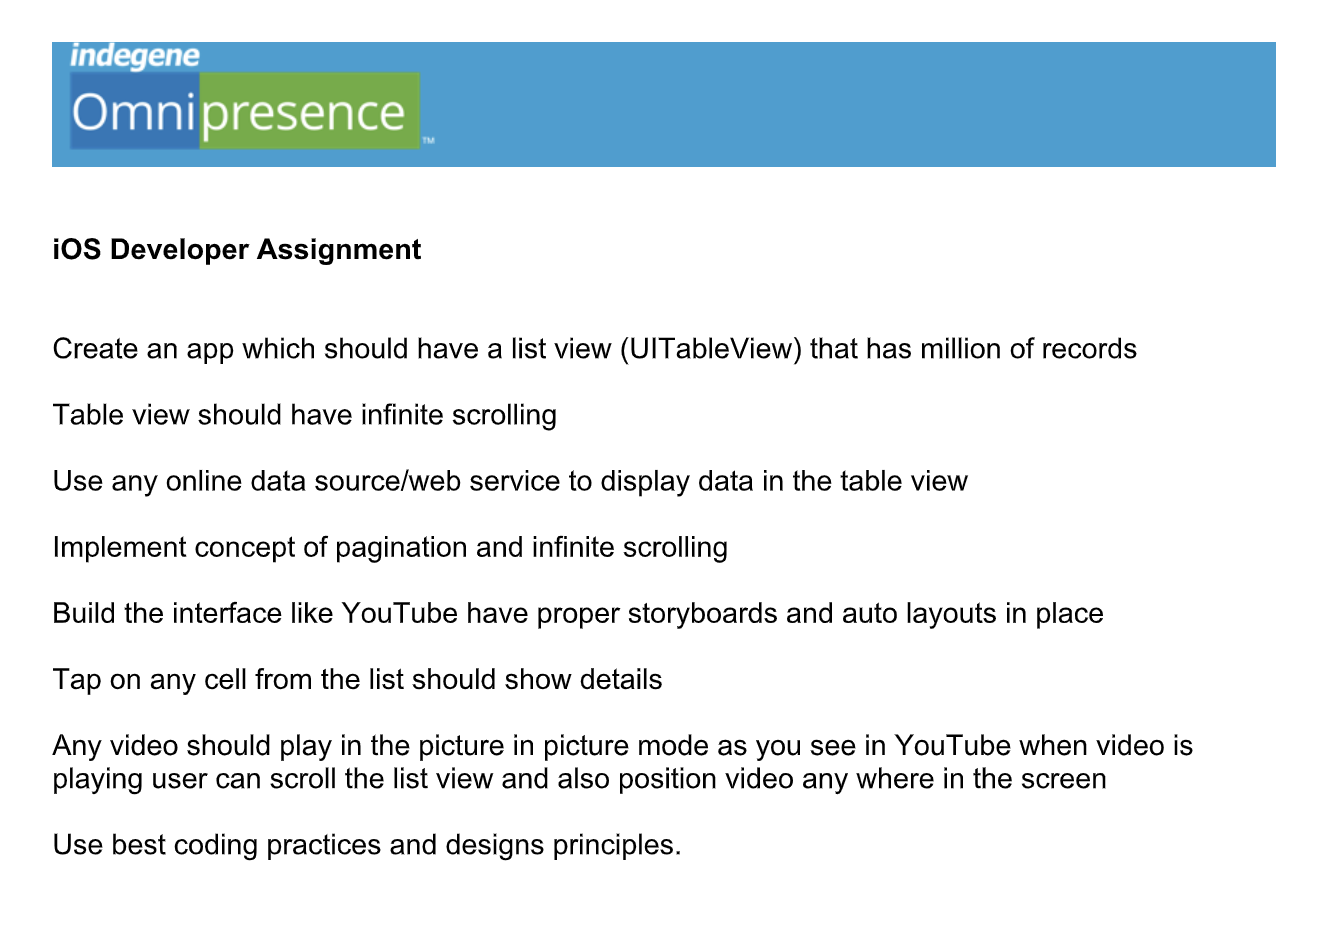 indegene
Omnipresence™
iOS Developer Assignment
Create an app which should have a list view (UITableView) that has million of records
Table view should have infinite scrolling
Use any online data source/web service to display data in the table view
Implement concept of pagination and infinite scrolling
Build the interface like YouTube have proper storyboards and auto layouts in place
Tap on any cell from the list should show details
Any video should play in the picture in picture mode as you see in YouTube when video is
playing user can scroll the list view and also position video any where in the screen
Use best coding practices and designs principles.